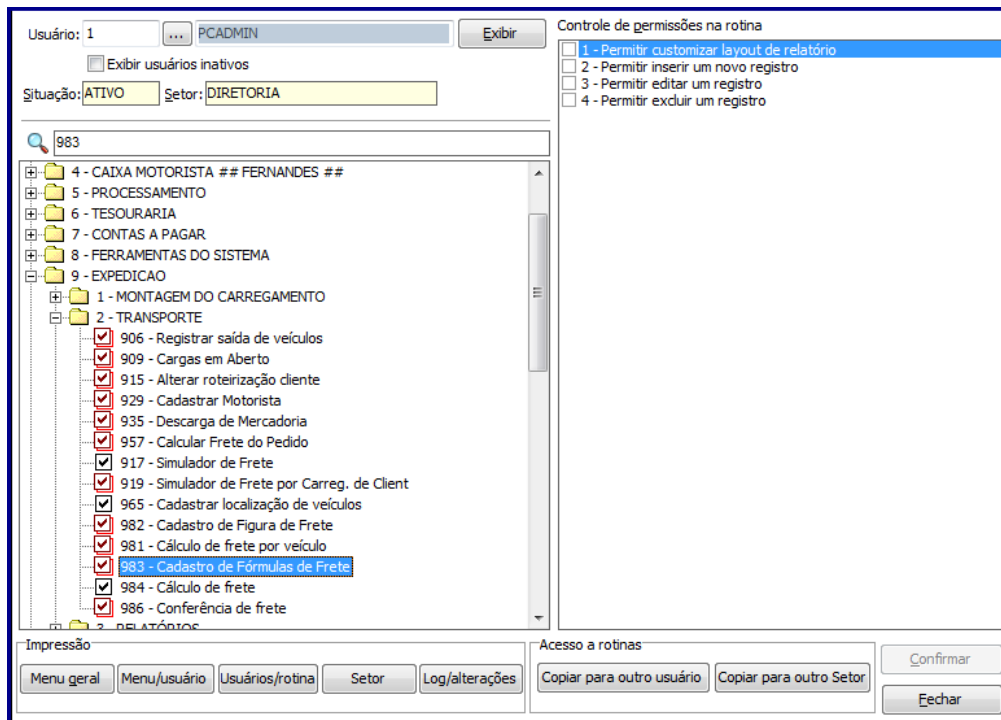 Usuário: 1 ... PCADMIN Exibir
Exibir usuários inativos
Situação: ATIVO Setor: DIRETORIA
983
4 - CAIXA MOTORISTA ## FERNANDES ##
5 - PROCESSAMENTO
6 - TESOURARIA
7 - CONTAS A PAGAR
8 - FERRAMENTAS DO SISTEMA
9 - EXPEDICAO
1 - MONTAGEM DO CARREGAMENTO
2 - TRANSPORTE
906 - Registrar saída de veículos
909 - Cargas em Aberto
915 - Alterar roteirização cliente
929 - Cadastrar Motorista
935 - Descarga de Mercadoria
957 - Calcular Frete do Pedido
917 - Simulador de Frete
919 - Simulador de Frete por Carreg. de Client
965 - Cadastrar localização de veículos
982 - Cadastro de Figura de Frete
981 - Cálculo de frete por veículo
983 - Cadastro de Fórmulas de Frete
984 - Cálculo de frete
986 - Conferência de frete
3 - RELATÓRIOS
Controle de permissões na rotina
1 - Permitir customizar layout de relatório
2 - Permitir inserir um novo registro
3 - Permitir editar um registro
4 - Permitir excluir um registro
Impressão
Menu geral Menu/usuário Usuários/rotina Setor Log/alterações
Acesso a rotinas
Copiar para outro usuário Copiar para outro Setor
Confirmar
Fechar